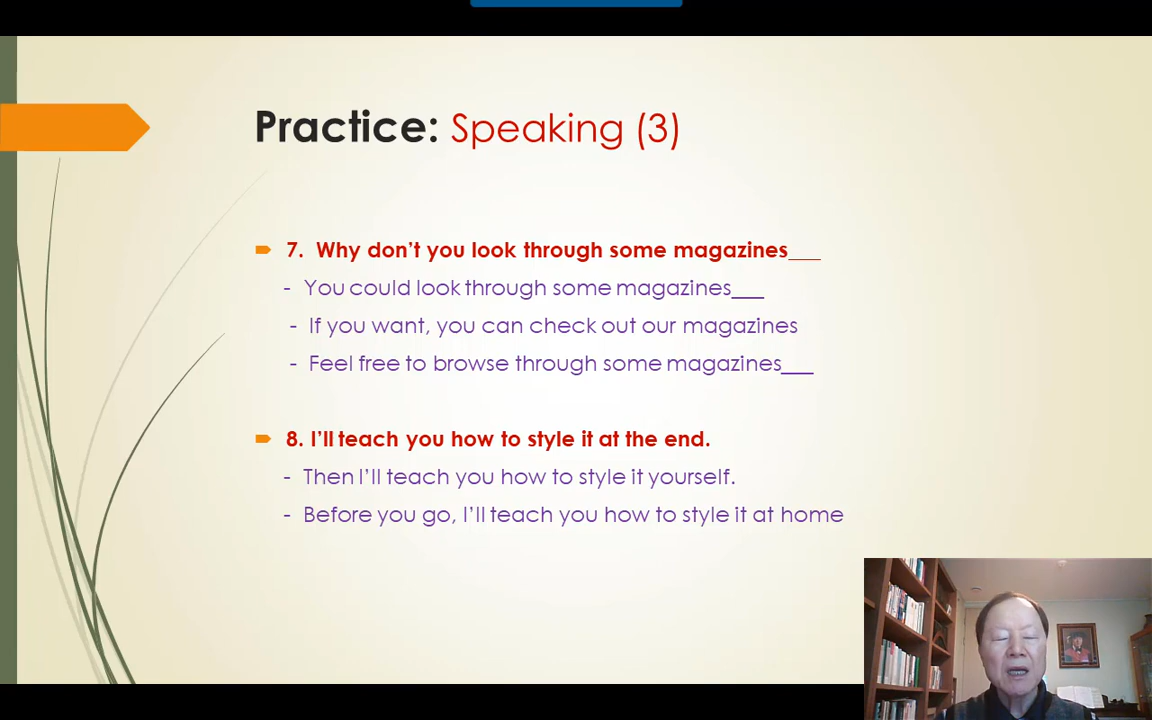 Practice: Speaking (3)
7. Why don’t you look through some magazines___
- You could look through some magazines___
- If you want, you can check out our magazines
- Feel free to browse through some magazines___
8. I’ll teach you how to style it at the end.
- Then I’ll teach you how to style it yourself.
- Before you go, I’ll teach you how to style it at home